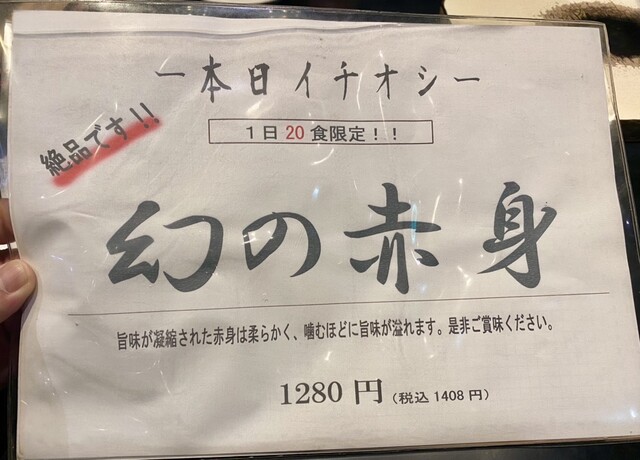 ー本日イチオシー
絶品です!!
1日20食限定！！
幻の赤身
旨味が凝縮された赤身は柔らかく、噛むほどに旨味が溢れます。是非ご賞味ください。
1280円（税込1408円）